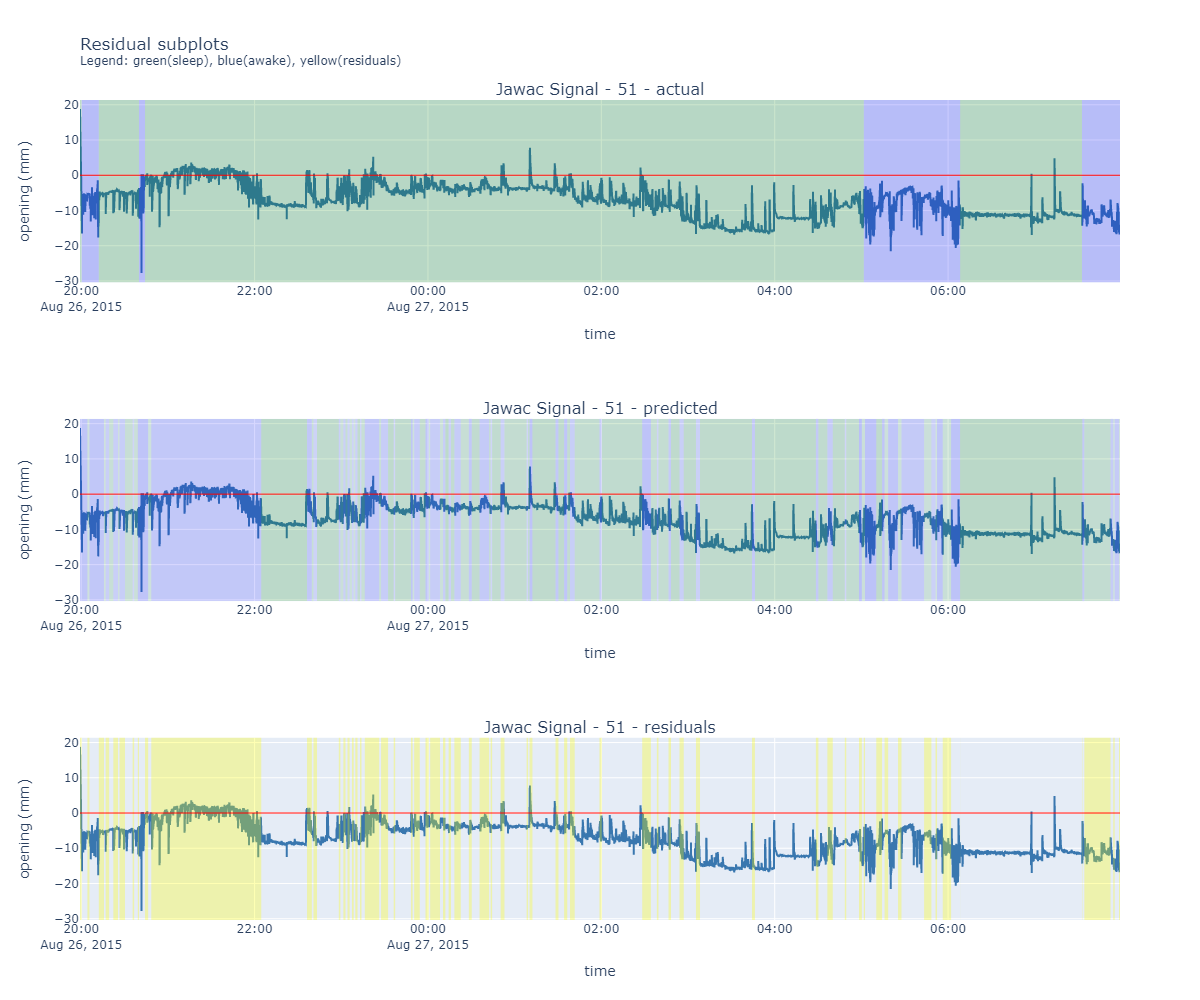 Residual subplots
Legend: green(sleep), blue(awake), yellow(residuals)
Jawac Signal - 51 - actual
20
10
0
−10
−20
−30
opening (mm)
20:00 22:00 00:00 02:00 04:00 06:00
Aug 26, 2015 Aug 27, 2015
time
Jawac Signal - 51 - predicted
20
10
0
−10
−20
−30
opening (mm)
20:00 22:00 00:00 02:00 04:00 06:00
Aug 26, 2015 Aug 27, 2015
time
Jawac Signal - 51 - residuals
20
10
0
−10
−20
−30
opening (mm)
20:00 22:00 00:00 02:00 04:00 06:00
Aug 26, 2015 Aug 27, 2015
time